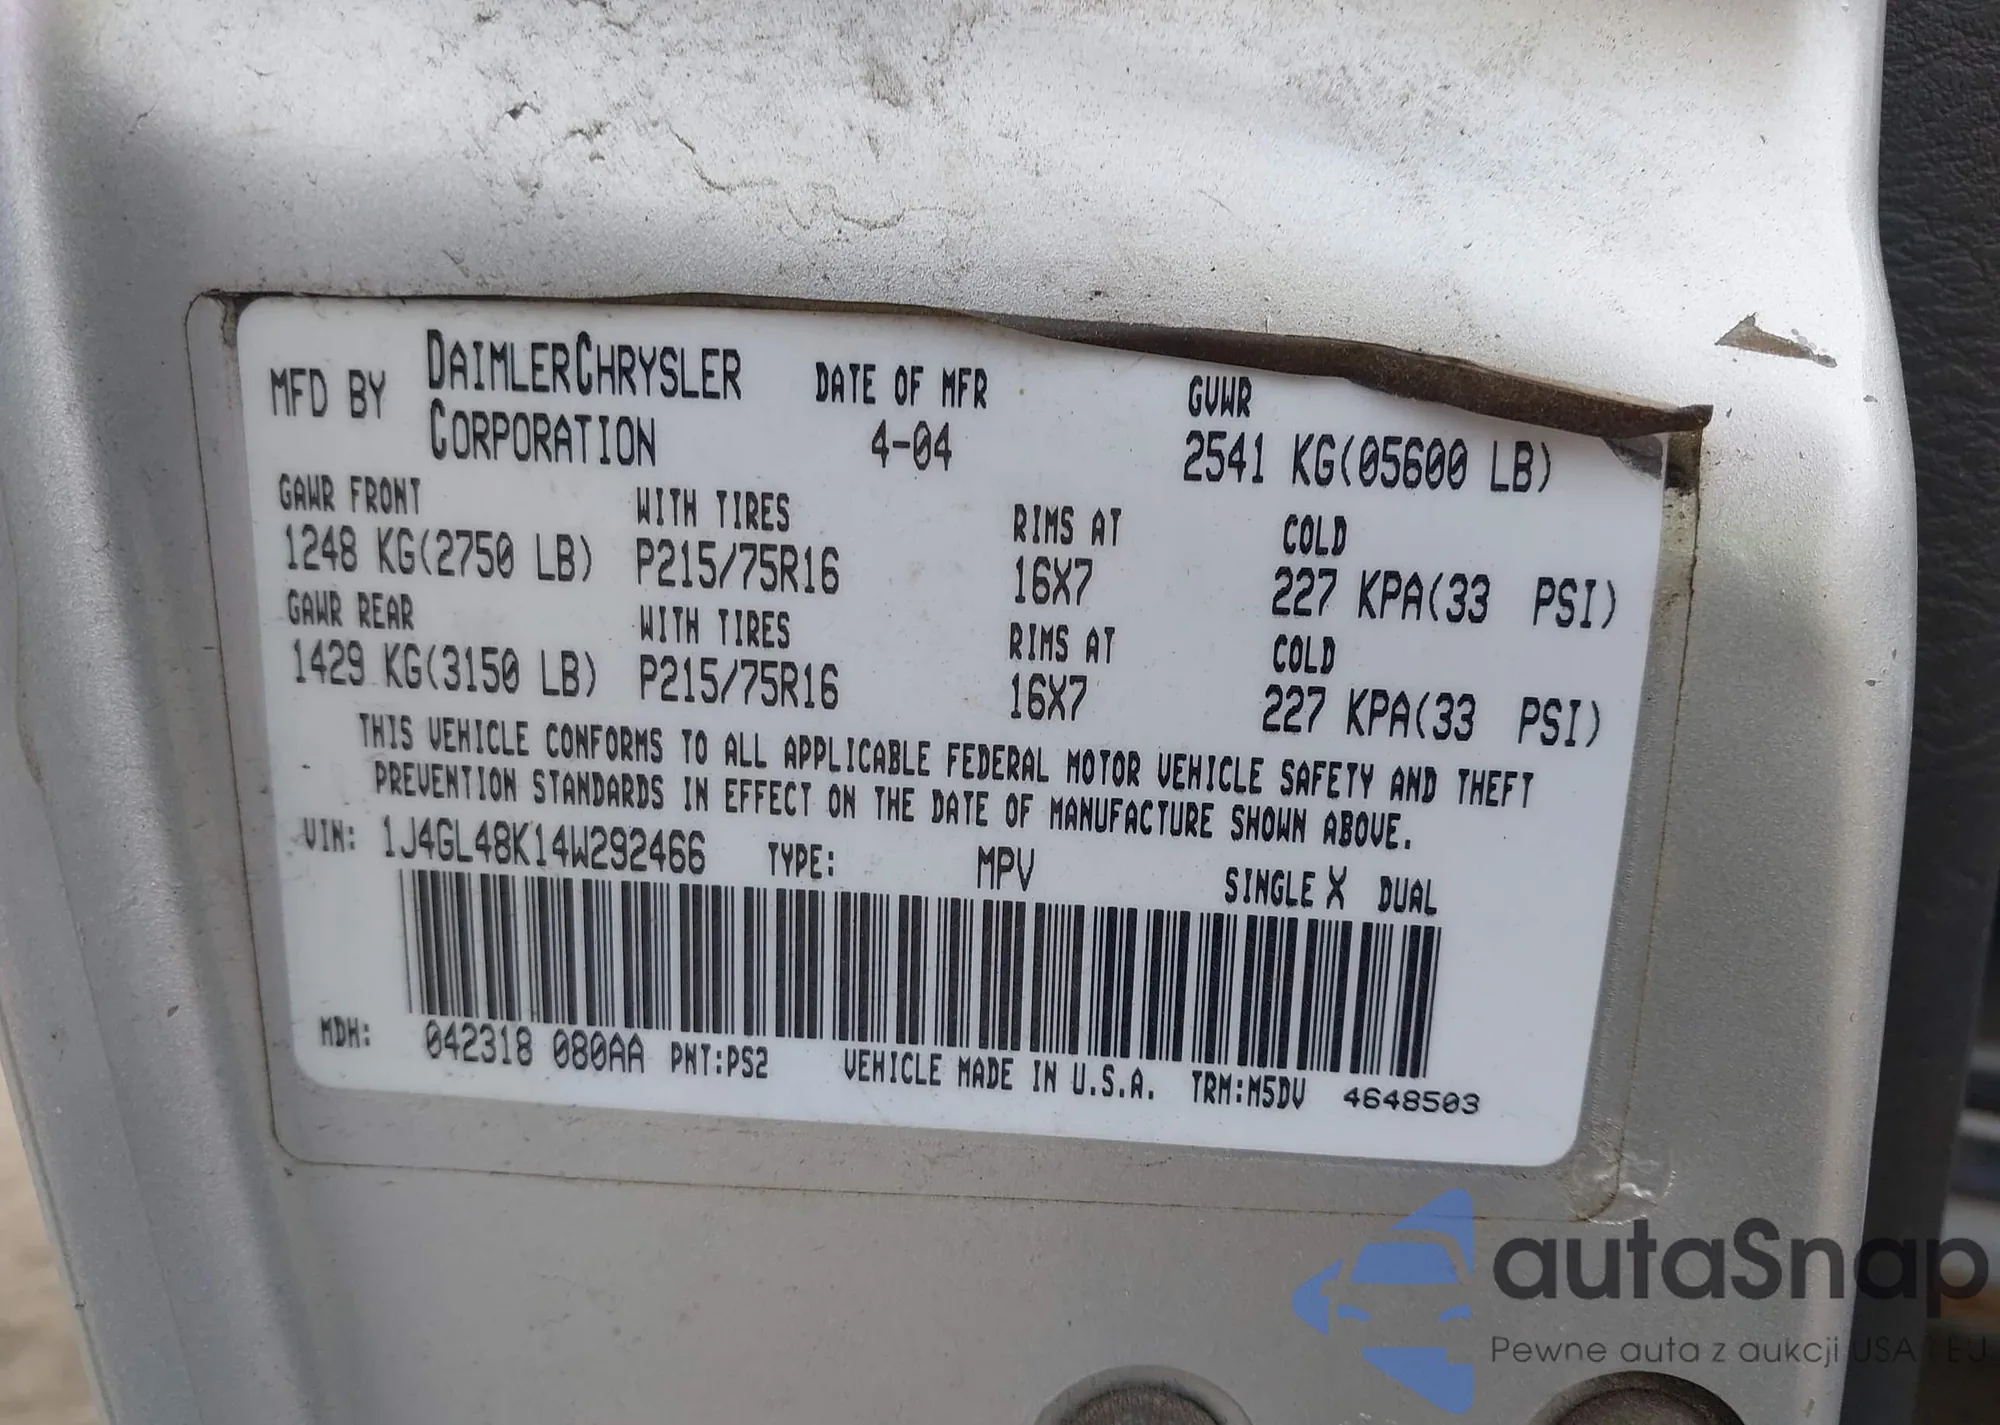 MFD BY DAIMLERCHRYSLER CORPORATION DATE OF MFR 4-04 GVWR 2541 KG(05600 LB)
GAWR FRONT WITH TIRES RIMS AT COLD
1248 KG(2750 LB) P215/75R16 16X7 227 KPA(33 PSI)
GAWR REAR WITH TIRES RIMS AT COLD
1429 KG(3150 LB) P215/75R16 16X7 227 KPA(33 PSI)
THIS VEHICLE CONFORMS TO ALL APPLICABLE FEDERAL MOTOR VEHICLE SAFETY AND THEFT
PREVENTION STANDARDS IN EFFECT ON THE DATE OF MANUFACTURE SHOWN ABOVE.
VIN: 1J4GL48K14W292466 TYPE: MPV SINGLE X DUAL
MDH: 042318 080AA PNT:PS2 VEHICLE MADE IN U.S.A. TRM:M5DV 4648503
autaSnap
Pewne auta z aukcji USA i EU